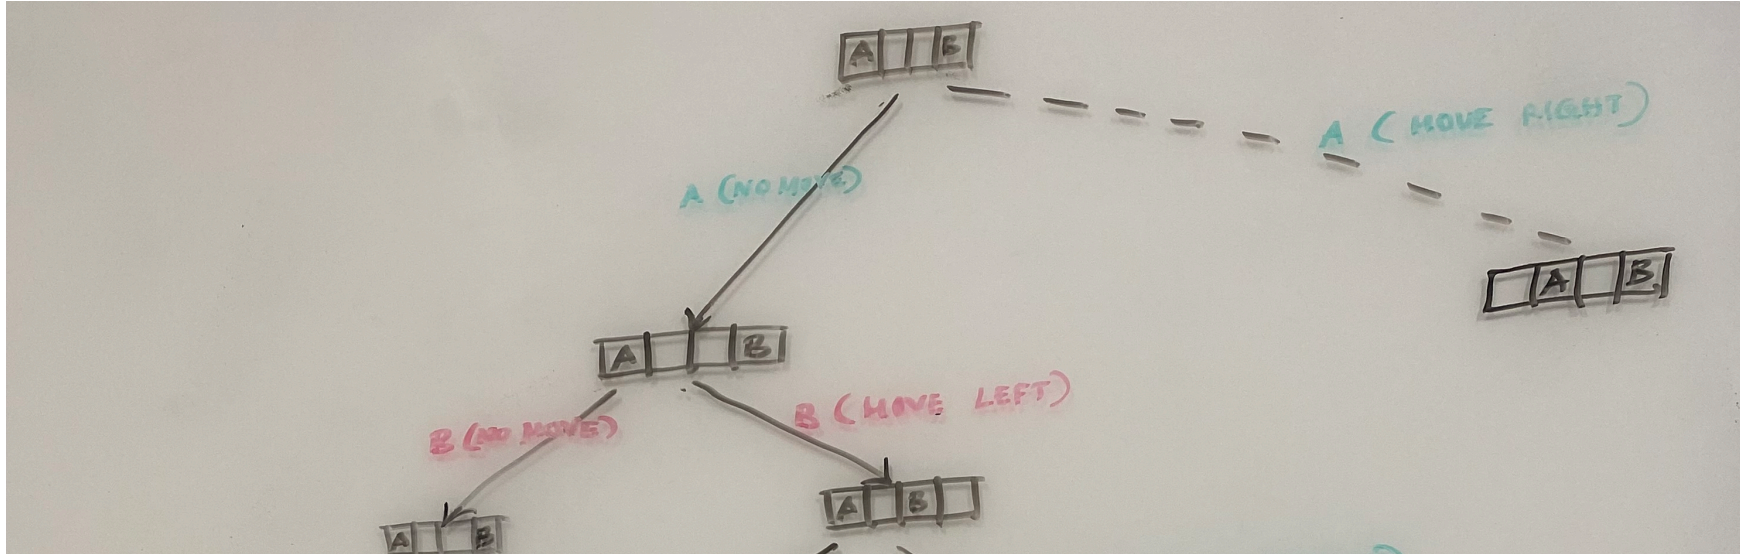 A B
A (MOVE RIGHT)
A (NO MOVE)
A B
A B
B (MOVE LEFT)
B (NO MOVE)
A B
A B